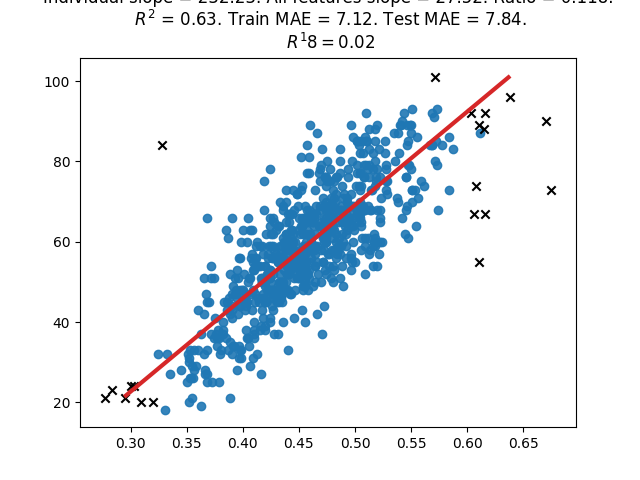 Individual slope = 232.23. All features slope = 27.32. Ratio = 0.118.
R² = 0.63. Train MAE = 7.12. Test MAE = 7.84.
R¹8 = 0.02
100
80
60
40
20
0.30 0.35 0.40 0.45 0.50 0.55 0.60 0.65